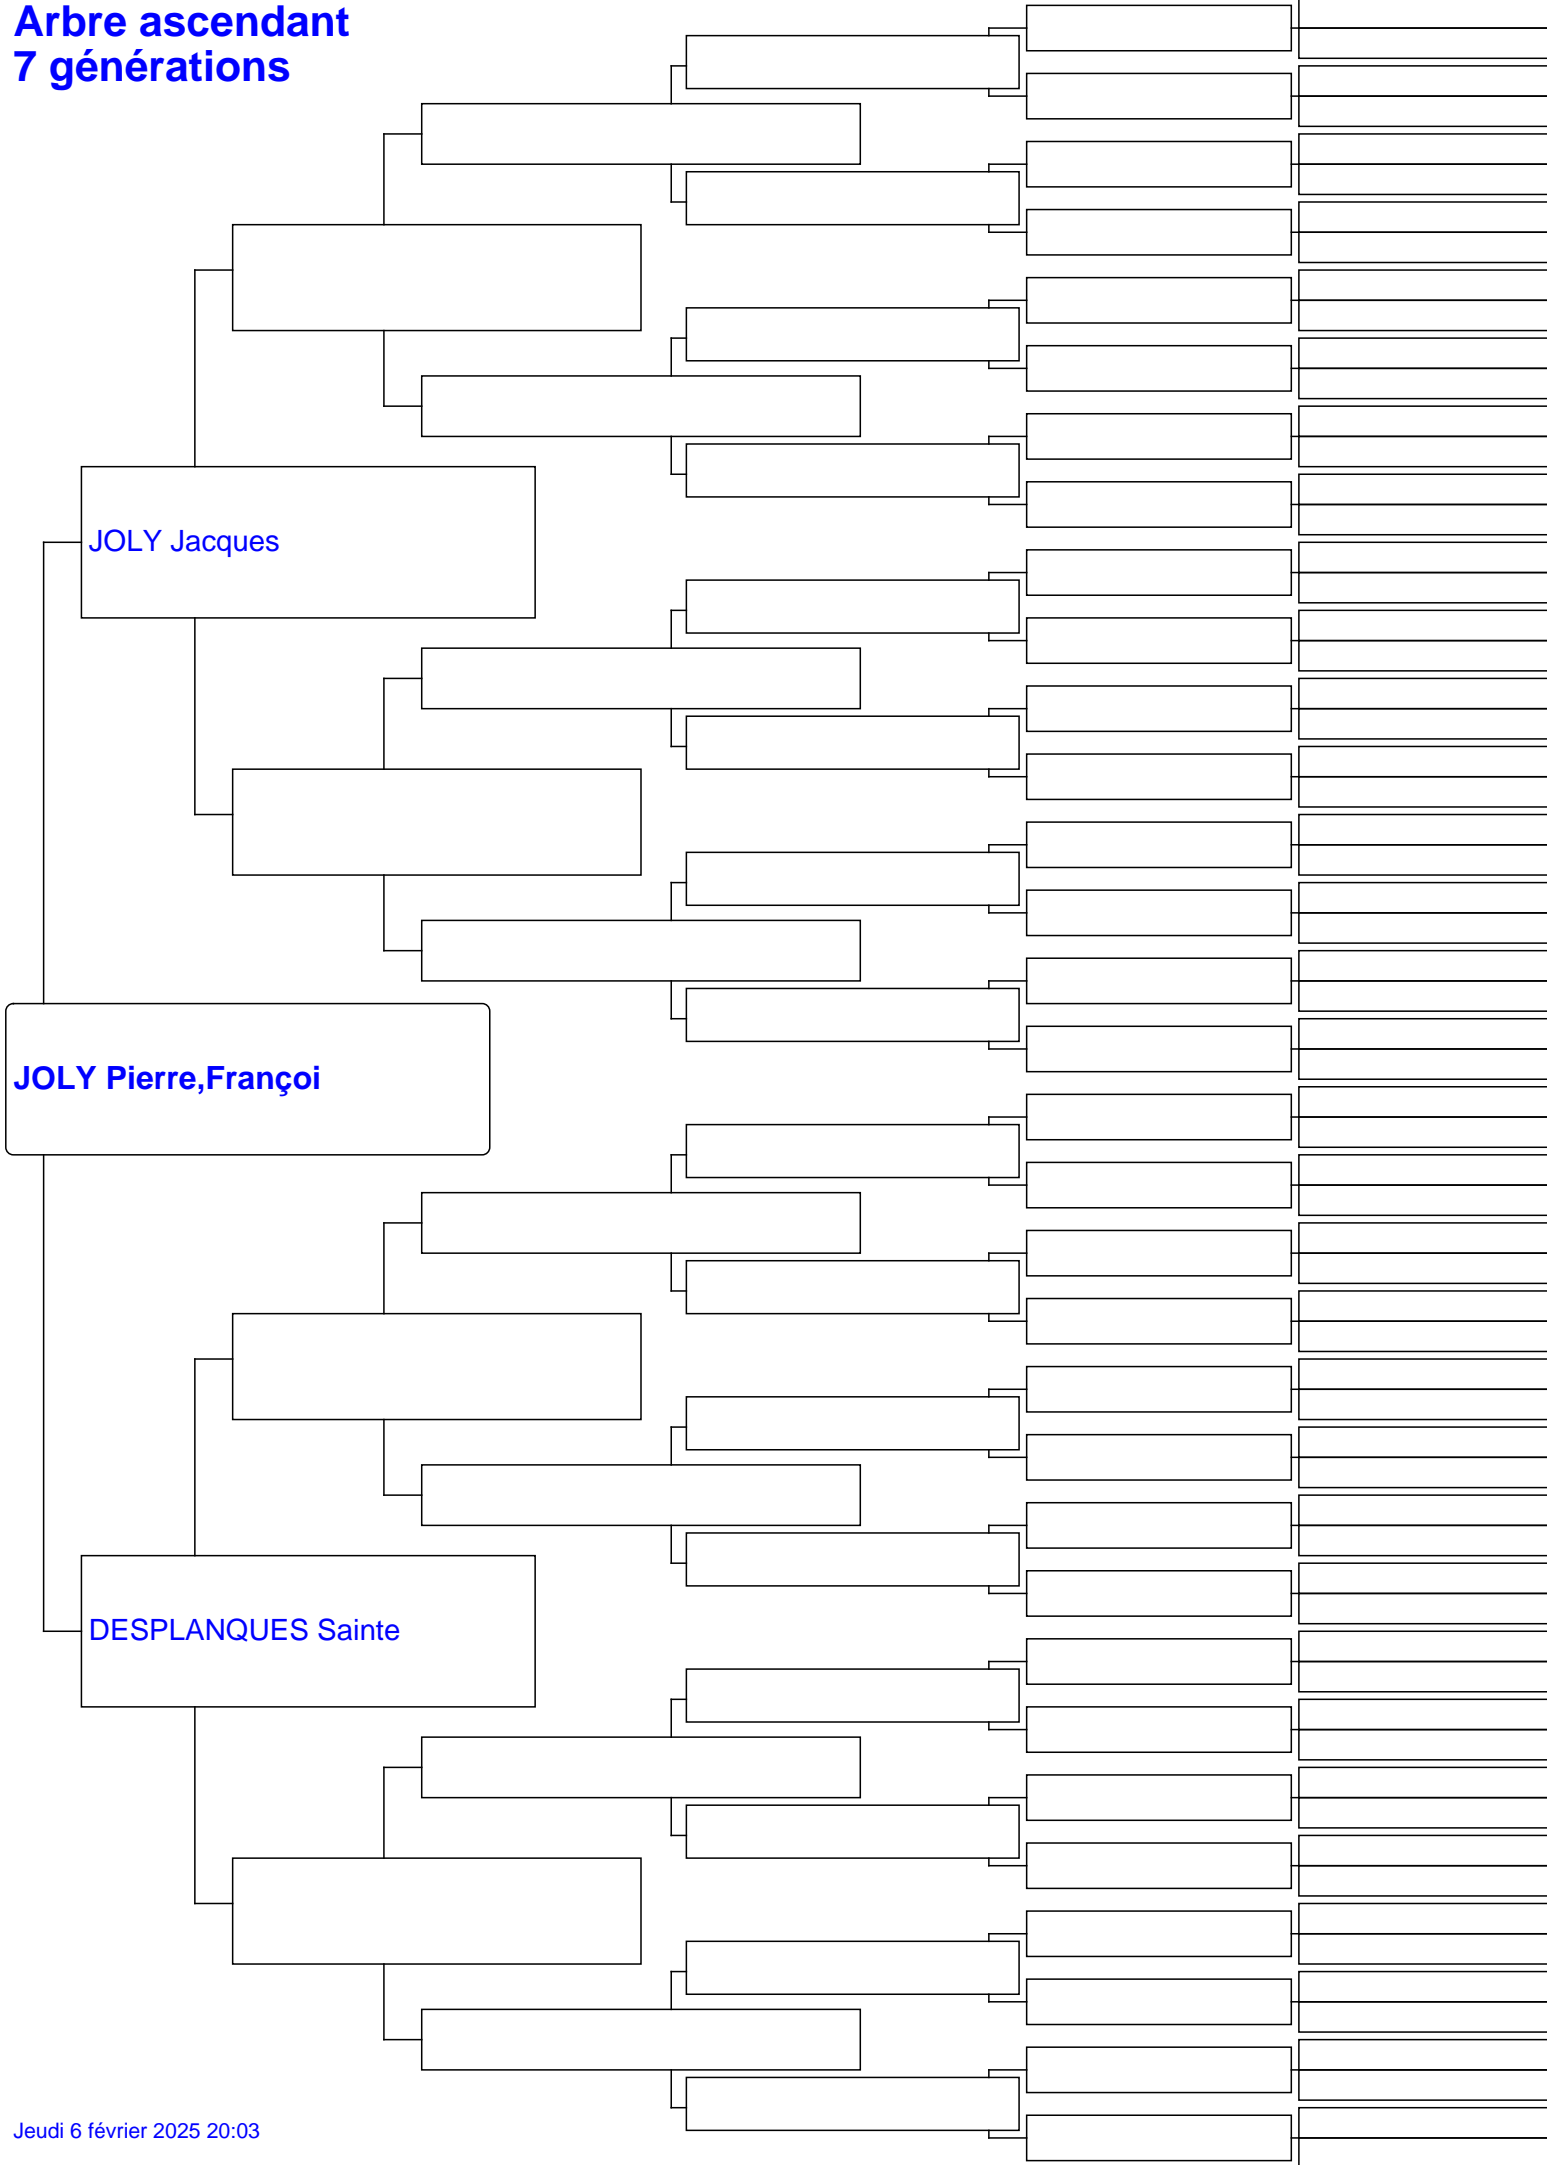 Arbre ascendant
7 générations
JOLY Jacques
JOLY Pierre,Françoi
DESPLANQUES Sainte
Jeudi 6 février 2025 20:03